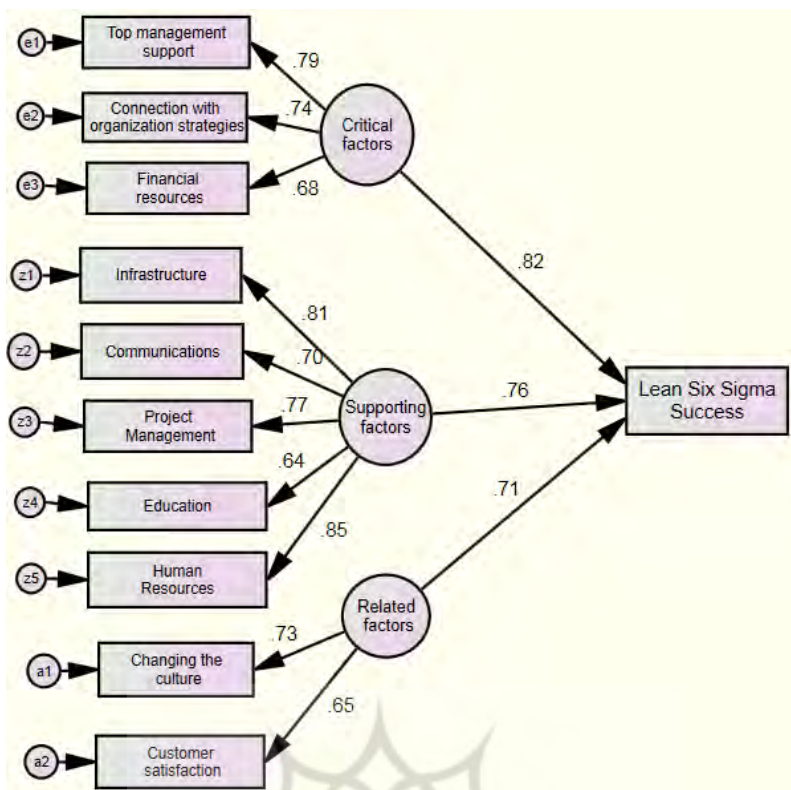 e1
Top management
support
.79
e2
Connection with
organization strategies
.74
Critical
factors
e3
Financial
resources
.68
.82
z1
Infrastructure
.81
z2
Communications
.70
z3
Project
Management
.77
Supporting
factors
.76
Lean Six Sigma
Success
z4
Education
.64
.71
z5
Human
Resources
.85
Related
factors
a1
Changing the
culture
.73
.65
a2
Customer
satisfaction